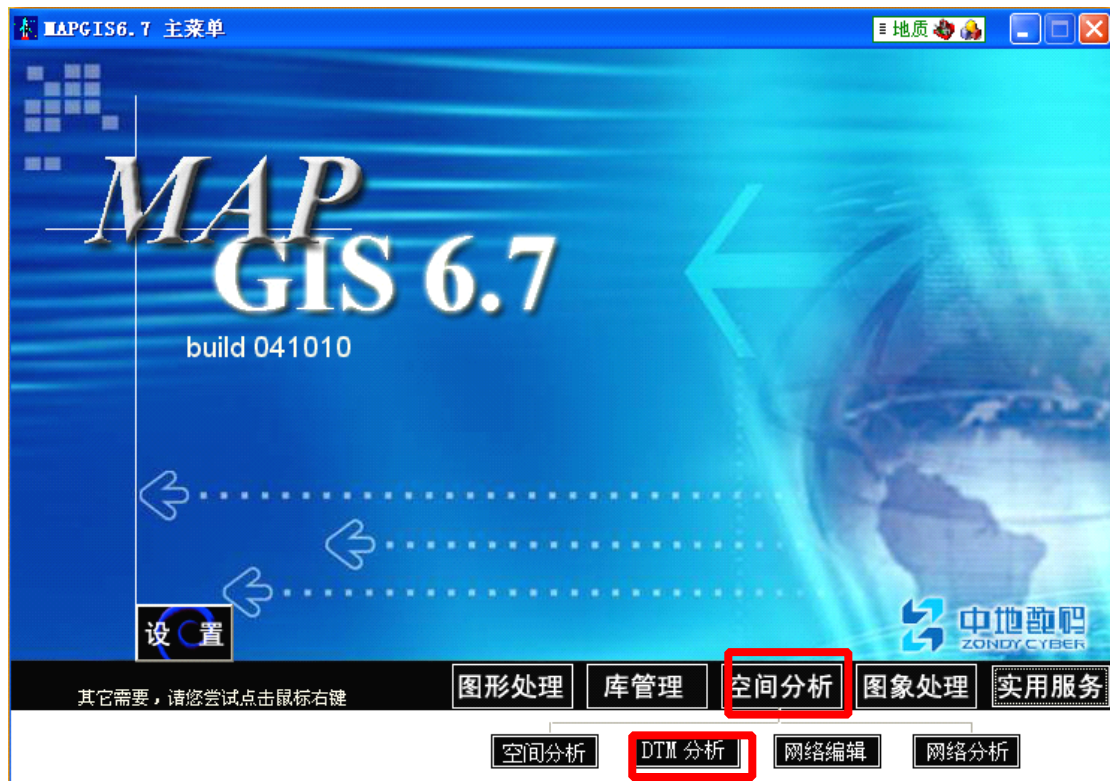 MAPGIS6.7 主菜单
地质
MAP
GIS 6.7
build 041010
设置
中地数码
ZONDY CYBER
其它需要，请您尝试点击鼠标右键
图形处理 库管理 空间分析 图象处理 实用服务
空间分析 DTM 分析 网络编辑 网络分析